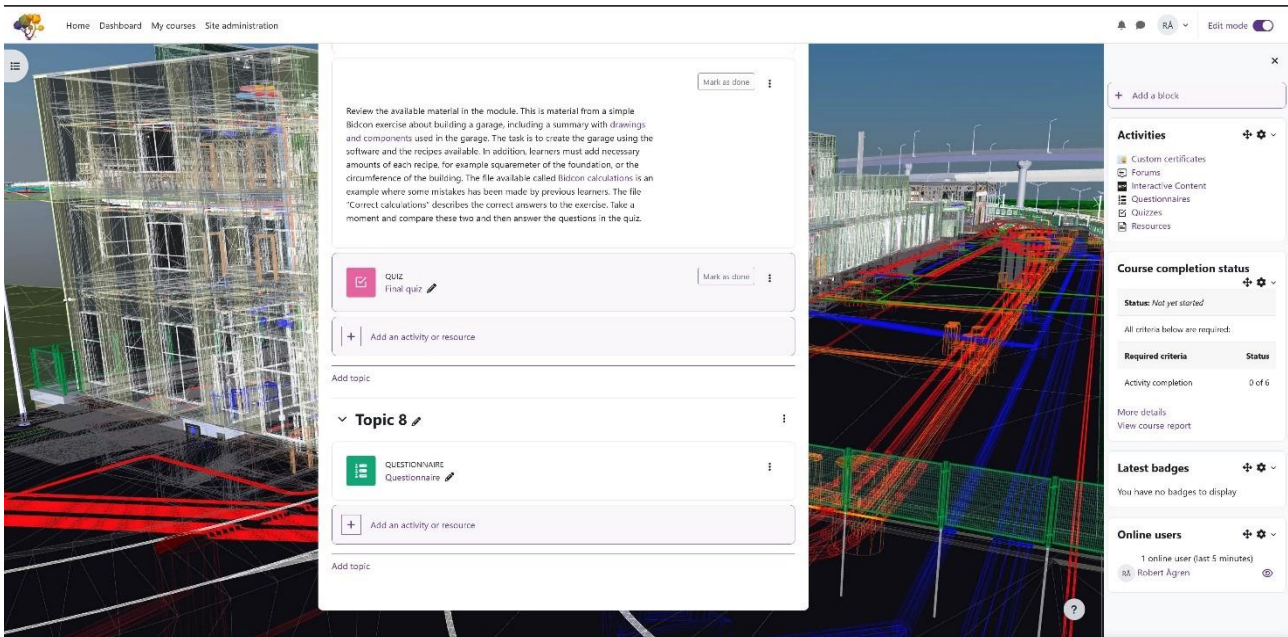 Home Dashboard My courses Site administration
RÅ
Edit mode
Mark as done
Review the available material in the module. This is material from a simple
Bidcon exercise about building a garage, including a summary with drawings
and components used in the garage. The task is to create the garage using the
software and the recipes available. In addition, learners must add necessary
amounts of each recipe, for example squaremeter of the foundation, or the
circumference of the building. The file available called Bidcon calculations is an
example where some mistakes has been made by previous learners. The file
"Correct calculations" describes the correct answers to the exercise. Take a
moment and compare these two and then answer the questions in the quiz.
QUIZ
Final quiz
Mark as done
+ Add an activity or resource
Add topic
Topic 8
QUESTIONNAIRE
Questionnaire
+ Add an activity or resource
Add topic
+ Add a block
Activities
Custom certificates
Forums
Interactive Content
Questionnaires
Quizzes
Resources
Course completion status
Status: Not yet started
All criteria below are required:
Required criteria Status
Activity completion 0 of 6
More details
View course report
Latest badges
You have no badges to display
Online users
1 online user (last 5 minutes)
RÅ Robert Ågren
?